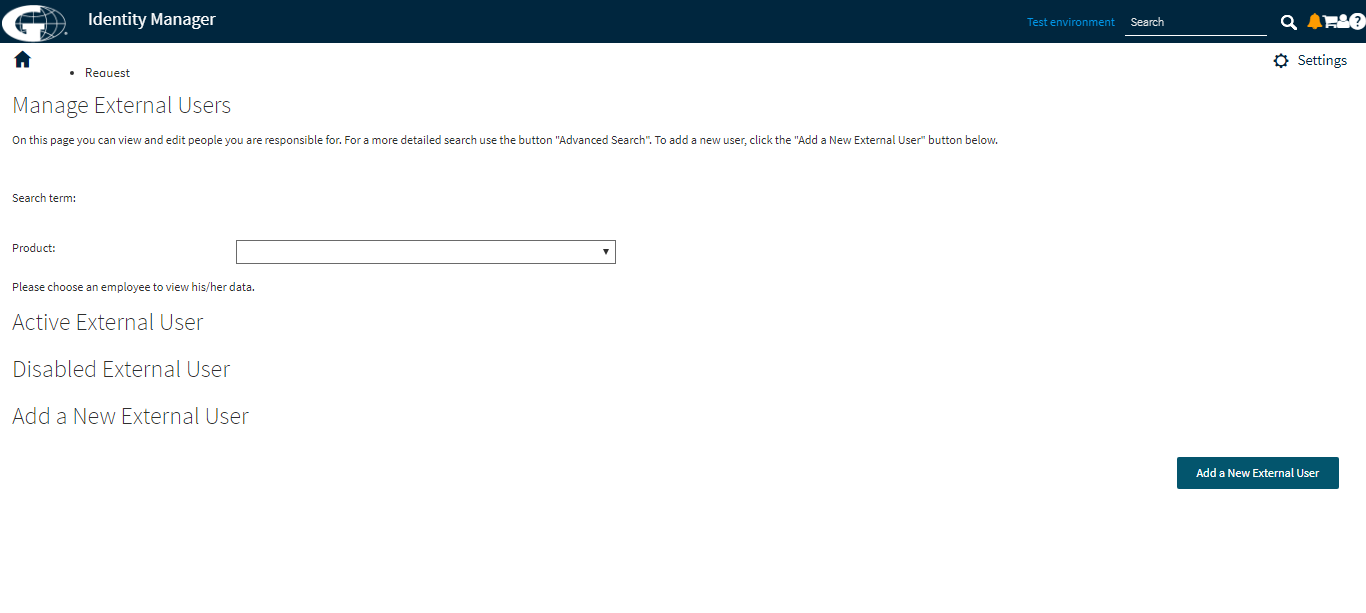 Identity Manager
Test environment
Search
Request
Settings
Manage External Users
On this page you can view and edit people you are responsible for. For a more detailed search use the button "Advanced Search". To add a new user, click the "Add a New External User" button below.
Search term:
Product:
Please choose an employee to view his/her data.
Active External User
Disabled External User
Add a New External User
Add a New External User